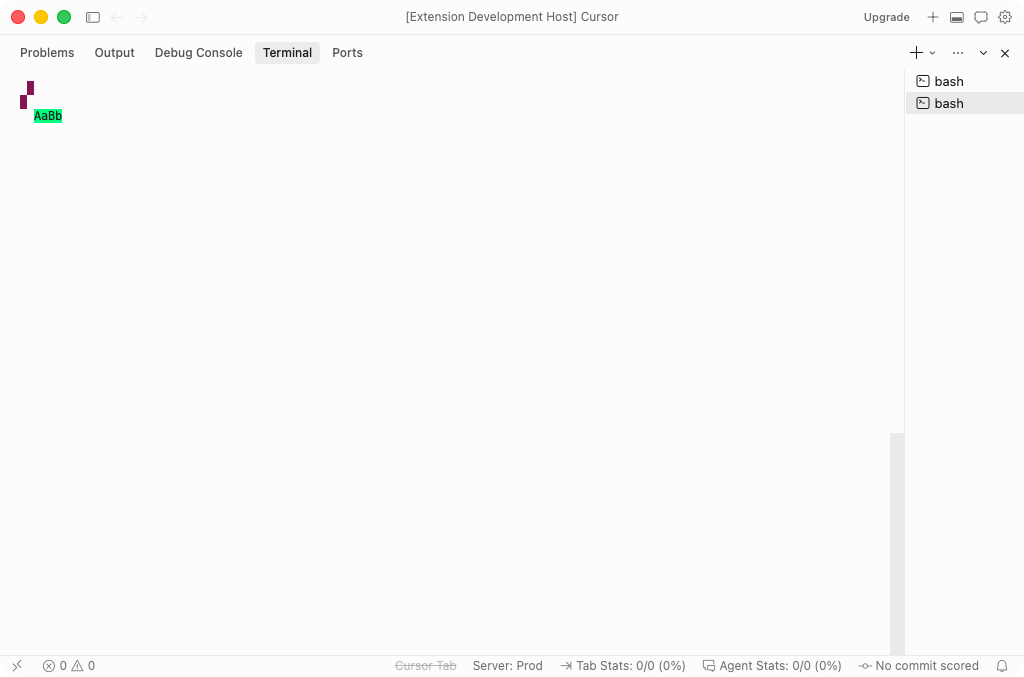 [Extension Development Host] Cursor
Upgrade
Problems
Output
Debug Console
Terminal
Ports
bash
bash
AaBb
0
0
Cursor Tab
Server: Prod
Tab Stats: 0/0 (0%)
Agent Stats: 0/0 (0%)
No commit scored